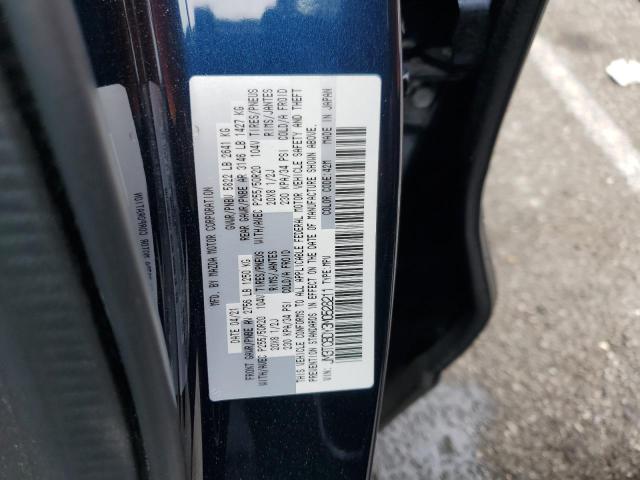 MFD. BY MAZDA MOTOR CORPORATION
DATE: 04/21 GVWR/PNBV: 5822 LB 2641 KG
FRONT GAWR/PNBE AV 2756 LB 1250 KG REAR GAWR/PNBE AR 3146 LB 1427 KG
WITH/AVEC P255/50R20 104V TIRES/PNEUS WITH/AVEC P255/50R20 104V TIRES/PNEUS
20X8 1/2J RIMS/JANTES 20X8 1/2J RIMS/JANTES
230 KPA/34 PSI COLD/A FROID 230 KPA/34 PSI COLD/A FROID
THIS VEHICLE CONFORMS TO ALL APPLICABLE FEDERAL MOTOR VEHICLE SAFETY AND THEFT
PREVENTION STANDARDS IN EFFECT ON THE DATE OF MANUFACTURE SHOWN ABOVE.
VIN: TYPE: MPV COLOR CODE: 42M MADE IN JAPAN